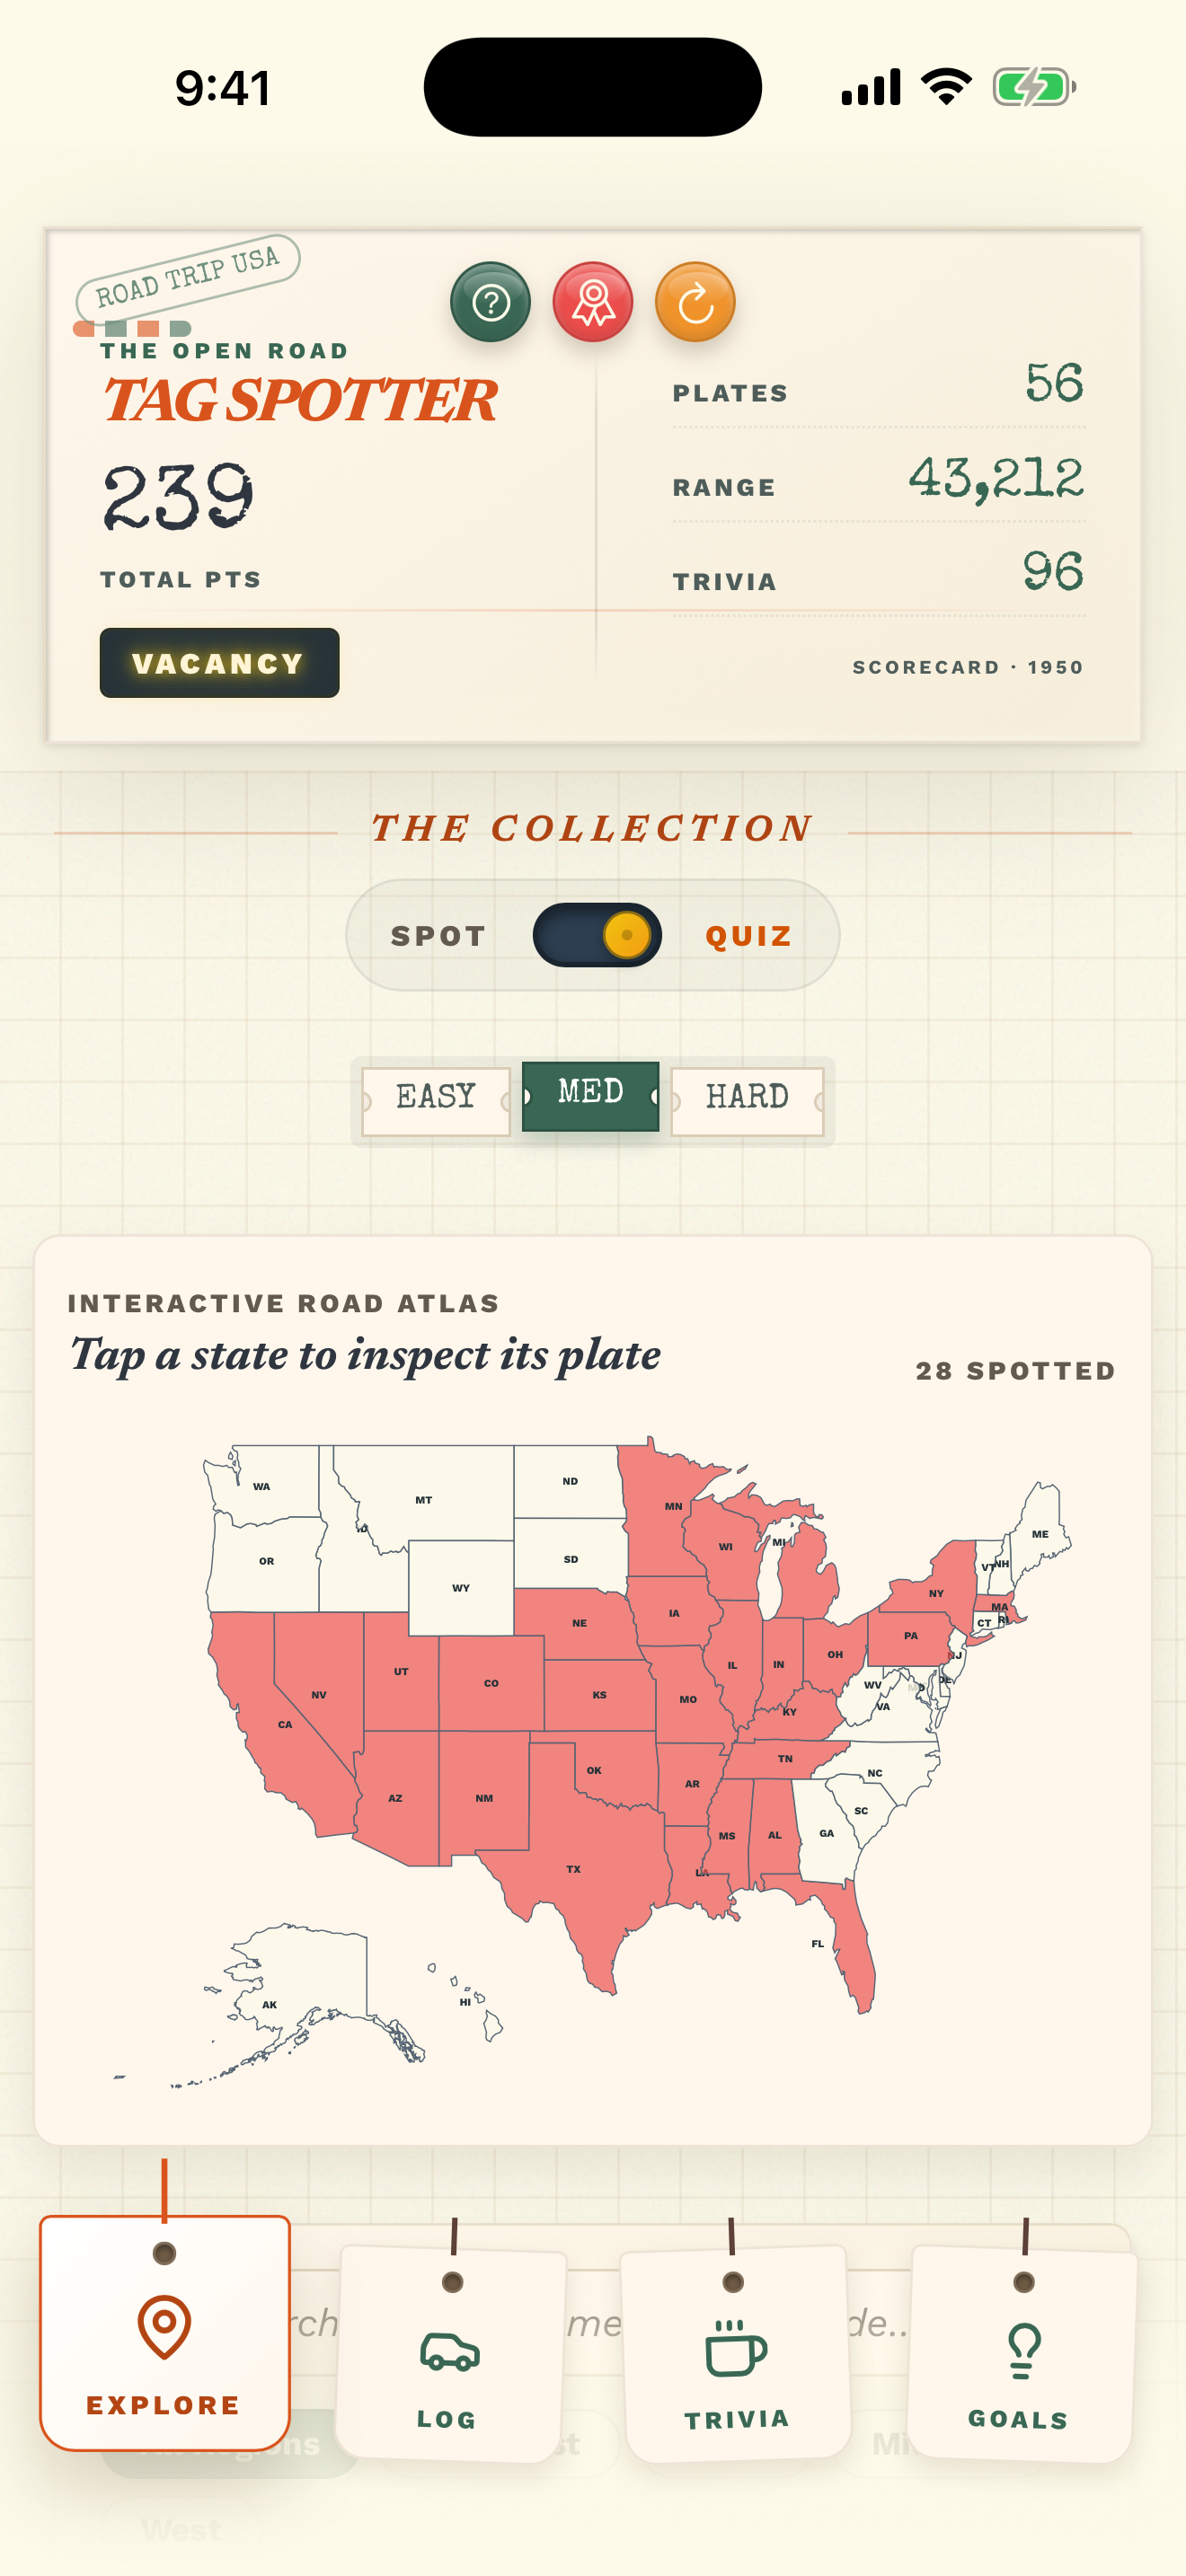 9:41
ROAD TRIP USA
THE OPEN ROAD
TAG SPOTTER
239
TOTAL PTS
VACANCY
PLATES 56
RANGE 43,212
TRIVIA 96
SCORECARD · 1950
THE COLLECTION
SPOT QUIZ
EASY MED HARD
INTERACTIVE ROAD ATLAS
Tap a state to inspect its plate
28 SPOTTED
WA MT ND MN
OR ID SD WI MI ME
WY VT NH
NE IA NY MA
CT RI
UT CO KS MO IL IN OH PA NJ
NV WV MD DE
CA KY VA
AZ NM OK AR TN NC
SC
TX LA MS AL GA
FL
AK HI
EXPLORE
LOG
TRIVIA
GOALS
West